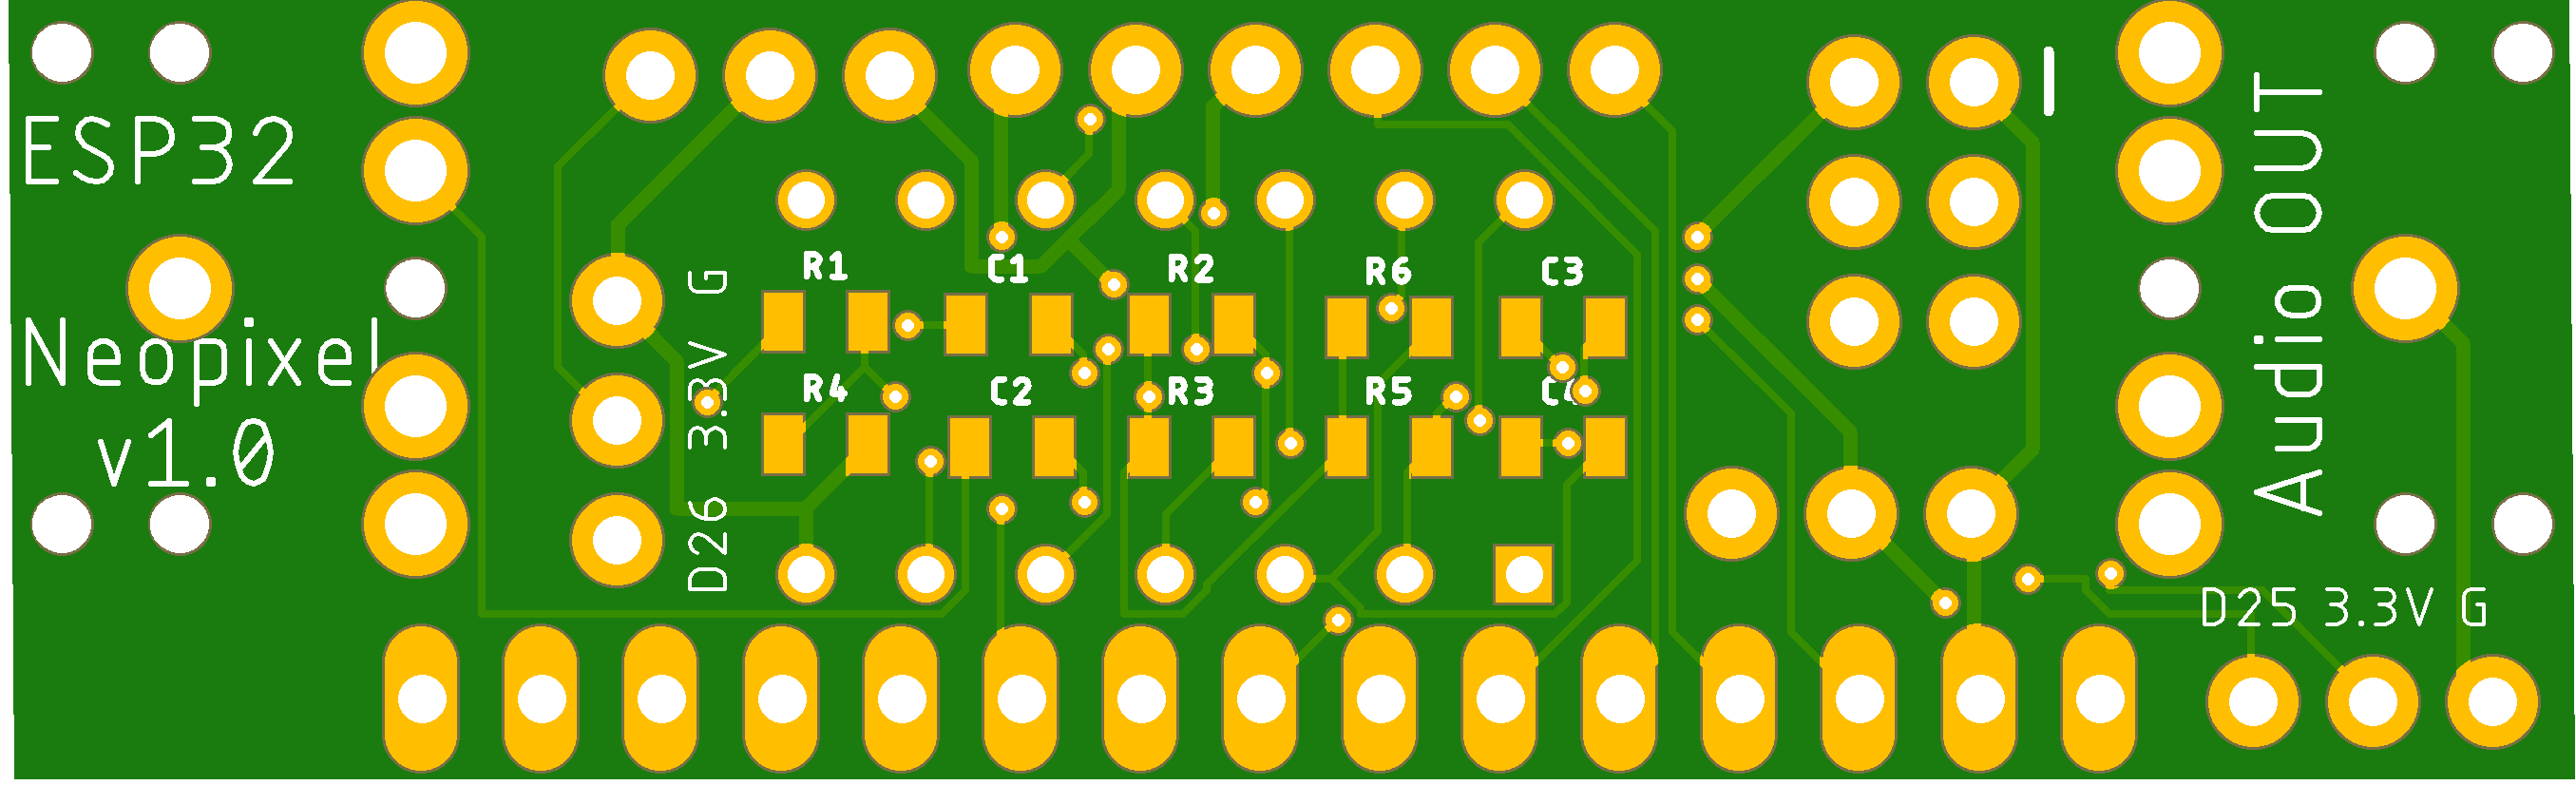 ESP32
Neopixel
v1.0
G
3.3V
D26
R1
C1
R2
R6
C3
R4
C2
R3
R5
C4
Audio OUT
D25 3.3V G